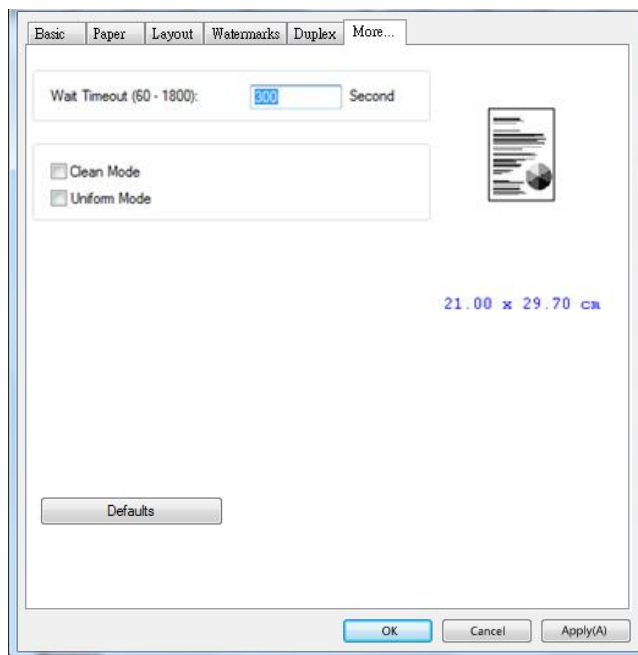 Basic Paper Layout Watermarks Duplex More...
Wait Timeout (60 - 1800): 300 Second
Clean Mode
Uniform Mode
21.00 x 29.70 cm
Defaults
OK Cancel Apply(A)